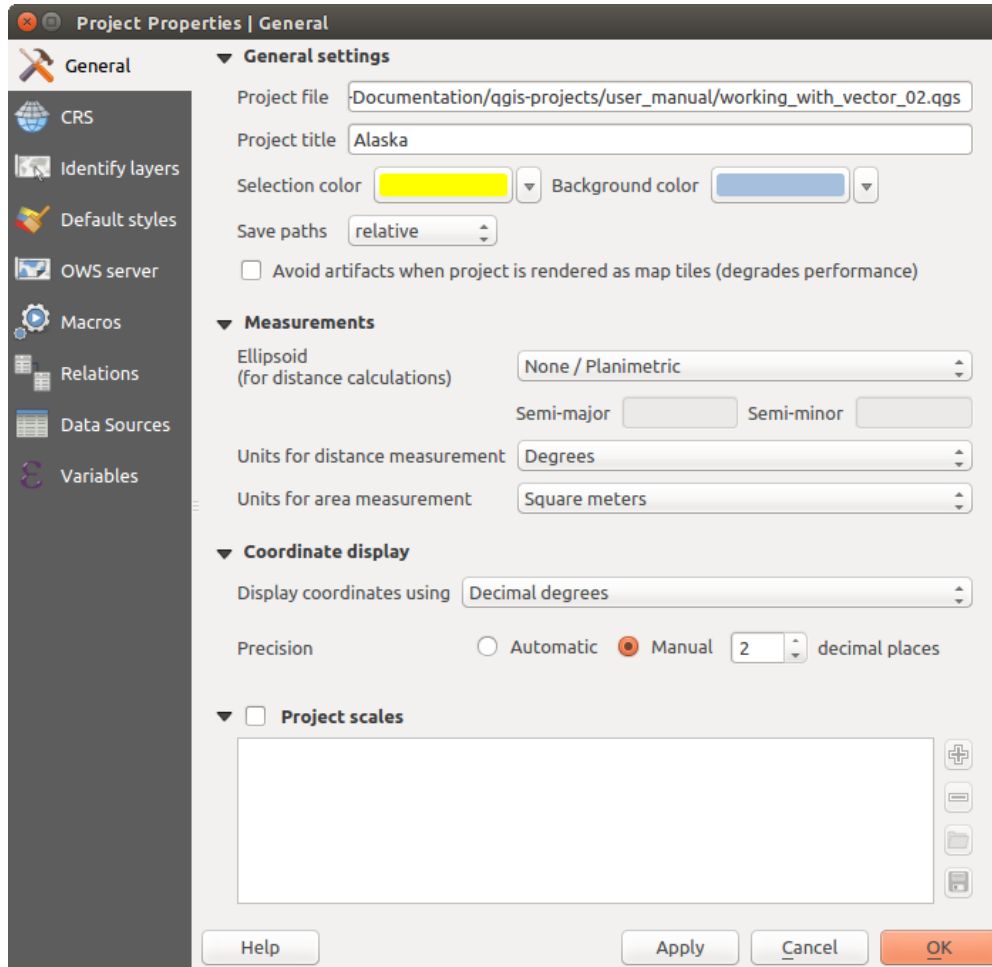 Project Properties | General
General
CRS
Identify layers
Default styles
OWS server
Macros
Relations
Data Sources
Variables
General settings
Project file -Documentation/qgis-projects/user_manual/working_with_vector_02.qgs
Project title Alaska
Selection color Background color
Save paths relative
Avoid artifacts when project is rendered as map tiles (degrades performance)
Measurements
Ellipsoid
(for distance calculations) None / Planimetric
Semi-major Semi-minor
Units for distance measurement Degrees
Units for area measurement Square meters
Coordinate display
Display coordinates using Decimal degrees
Precision Automatic Manual 2 decimal places
Project scales
Help Apply Cancel OK